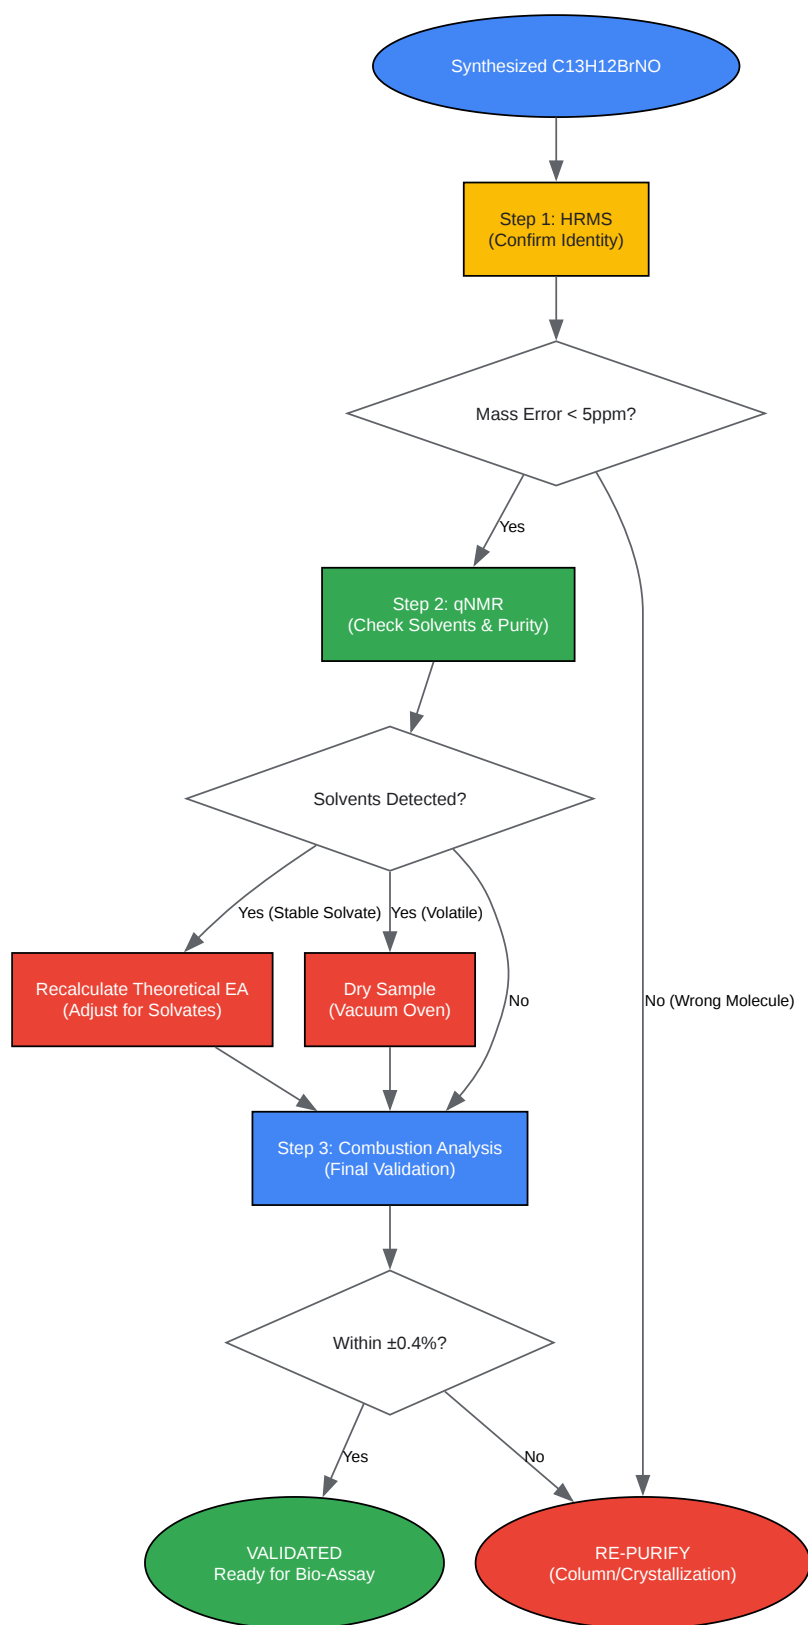 Synthesized C13H12BrNO
Step 1: HRMS
(Confirm Identity)
Mass Error < 5ppm?
Yes
Step 2: qNMR
(Check Solvents & Purity)
Solvents Detected?
Yes (Stable Solvate)
Yes (Volatile)
Recalculate Theoretical EA
(Adjust for Solvates)
Dry Sample
(Vacuum Oven)
No
No (Wrong Molecule)
Step 3: Combustion Analysis
(Final Validation)
Within ±0.4%?
Yes
No
VALIDATED
Ready for Bio-Assay
RE-PURIFY
(Column/Crystallization)